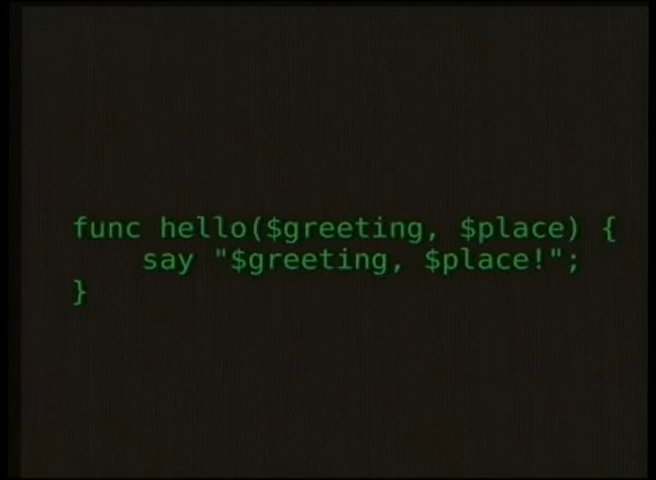 func hello($greeting, $place) {
    say "$greeting, $place!";
}